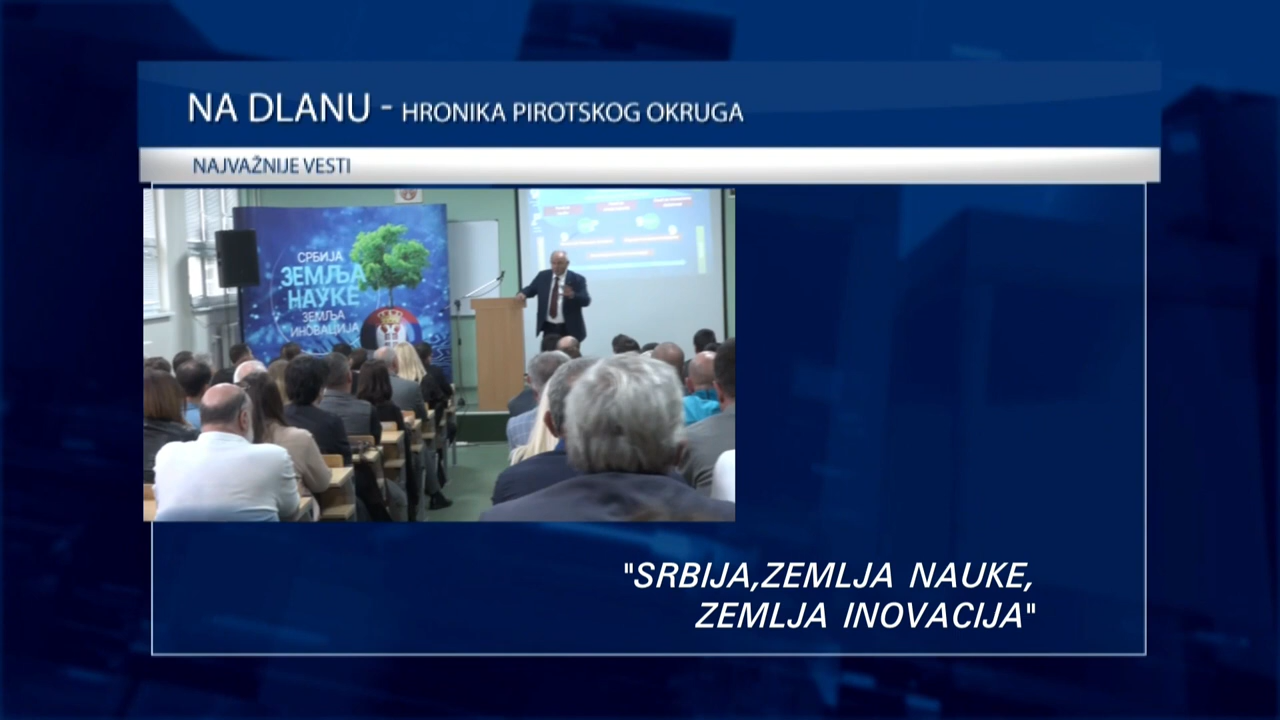 NA DLANU - HRONIKA PIROTSKOG OKRUGA
NAJVAŽNIJE VESTI
СРБИЈА
ЗЕМЉА
НАУКЕ
ЗЕМЉА
ИНОВАЦИЈА
"SRBIJA,ZEMLJA NAUKE,
ZEMLJA INOVACIJA"